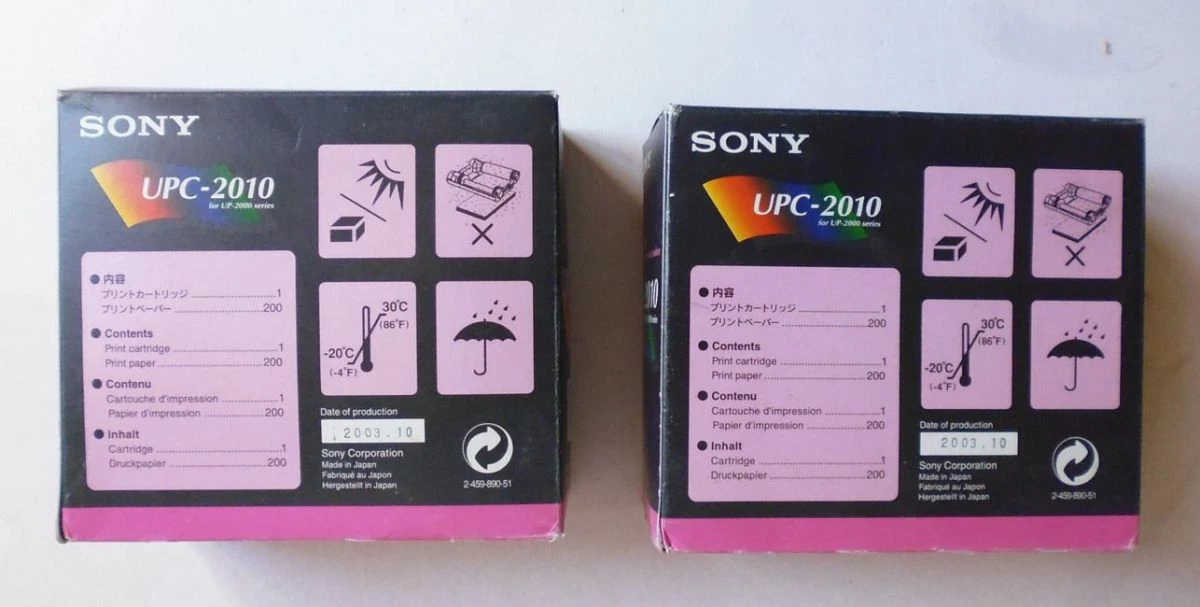 SONY
UPC-2010
for UP-2000 series
● 内容
プリントカートリッジ ........1
プリントペーパー ........200
● Contents
Print cartridge ........1
Print paper ........200
● Contenu
Cartouche d'impression ........1
Papier d'impression ........200
● Inhalt
Cartridge ........1
Druckpapier ........200
30°C
(86°F)
-20°C
(-4°F)
Date of production
2003.10
Sony Corporation
Made in Japan
Fabriqué au Japon
Hergestellt in Japan
2-459-890-51
SONY
UPC-2010
for UP-2000 series
● 内容
プリントカートリッジ ........1
プリントペーパー ........200
● Contents
Print cartridge ........1
Print paper ........200
● Contenu
Cartouche d'impression ........1
Papier d'impression ........200
● Inhalt
Cartridge ........1
Druckpapier ........200
30°C
(86°F)
-20°C
(-4°F)
Date of production
2003.10
Sony Corporation
Made in Japan
Fabriqué au Japon
Hergestellt in Japan
2-459-890-51